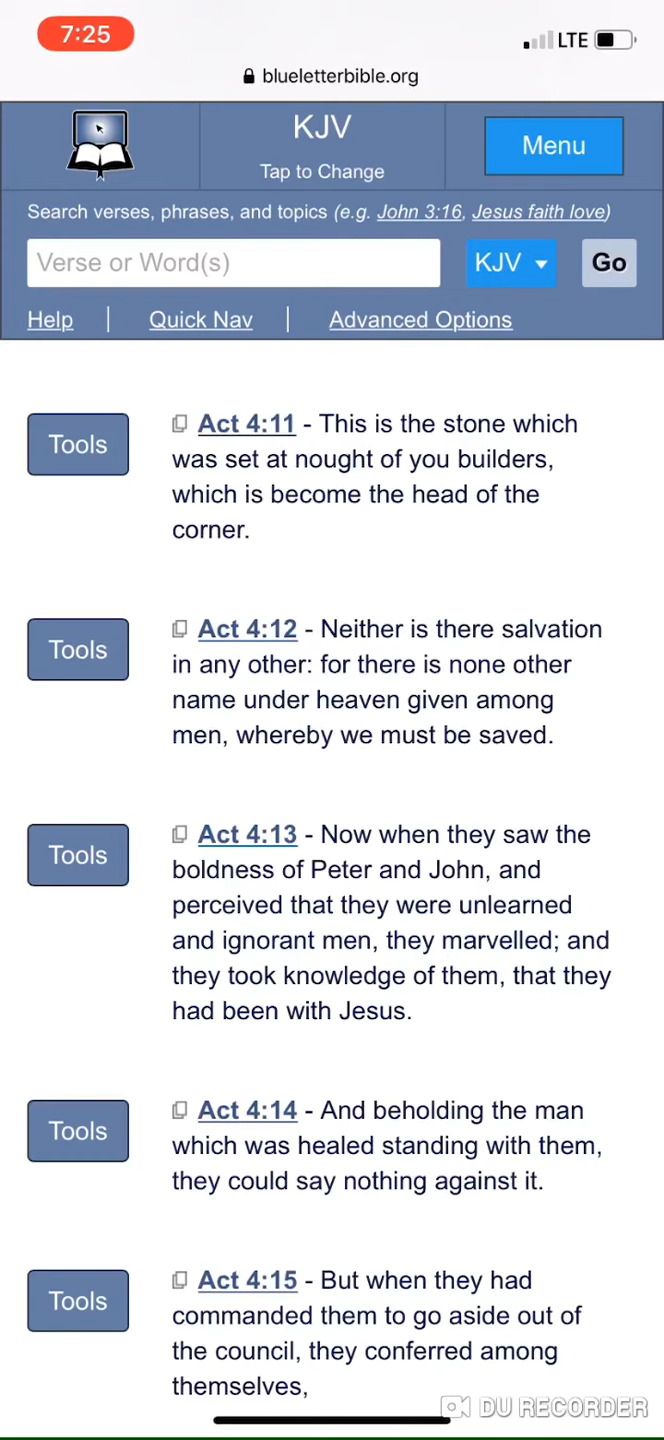 7:25
LTE
blueletterbible.org
KJV
Tap to Change
Menu
Search verses, phrases, and topics (e.g. John 3:16, Jesus faith love)
Verse or Word(s)
KJV
Go
Help | Quick Nav | Advanced Options
Tools
Act 4:11 - This is the stone which
was set at nought of you builders,
which is become the head of the
corner.
Tools
Act 4:12 - Neither is there salvation
in any other: for there is none other
name under heaven given among
men, whereby we must be saved.
Tools
Act 4:13 - Now when they saw the
boldness of Peter and John, and
perceived that they were unlearned
and ignorant men, they marvelled; and
they took knowledge of them, that they
had been with Jesus.
Tools
Act 4:14 - And beholding the man
which was healed standing with them,
they could say nothing against it.
Tools
Act 4:15 - But when they had
commanded them to go aside out of
the council, they conferred among
themselves,
DU RECORDER